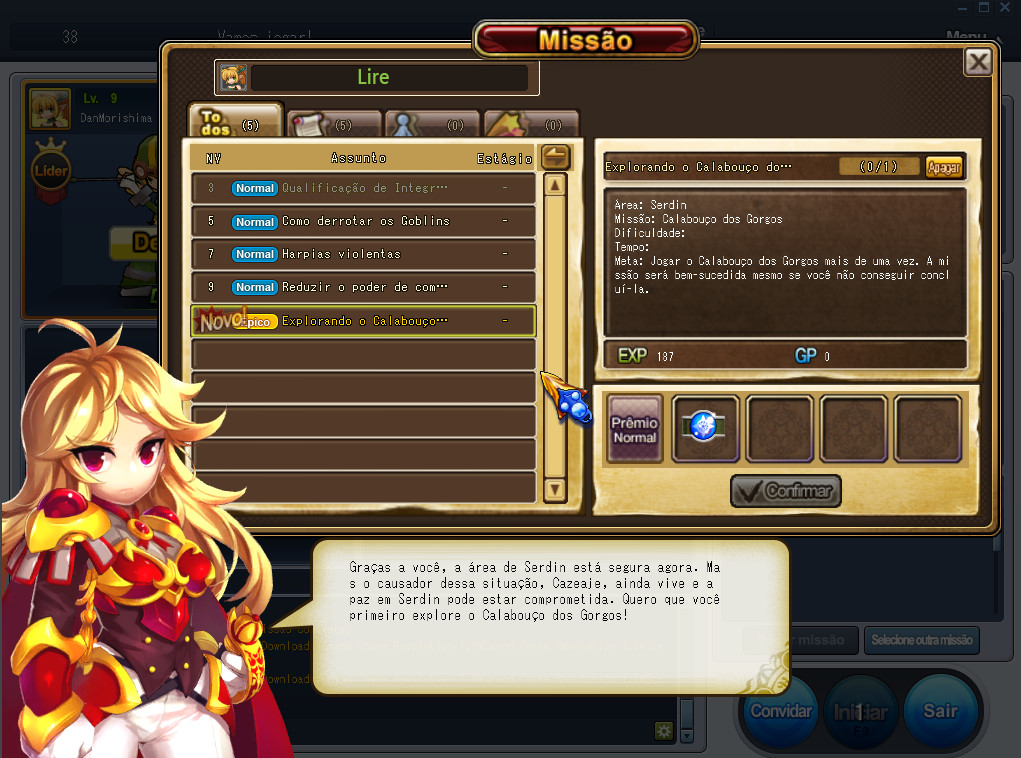 38
Vamos jogar!
Menu
Missão
Lire
Lv. 9
DanMorishima
Líder
Todos (5)
(5)
(0)
(0)
Nº Assunto Estágio
3 Normal Qualificação de Integr… -
5 Normal Como derrotar os Goblins -
7 Normal Harpias violentas -
9 Normal Reduzir o poder de com… -
Novo! Épico Explorando o Calabouço… -
Explorando o Calabouço do… (0/1) Apagar
Area: Serdin
Missão: Calabouço dos Gorgos
Dificuldade:
Tempo:
Meta: Jogar o Calabouço dos Gorgos mais de uma vez. A mi
ssão será bem-sucedida mesmo se você não conseguir concl
uí-la.
EXP 187 GP 0
Prêmio
Normal
Confirmar
Graças a você, a área de Serdin está segura agora. Ma
s o causador dessa situação, Cazeaje, ainda vive e a
paz em Serdin pode estar comprometida. Quero que você
primeiro explore o Calabouço dos Gorgos!
missão
Selecione outra missão
Download
Download
Convidar
Iniciar
Sair